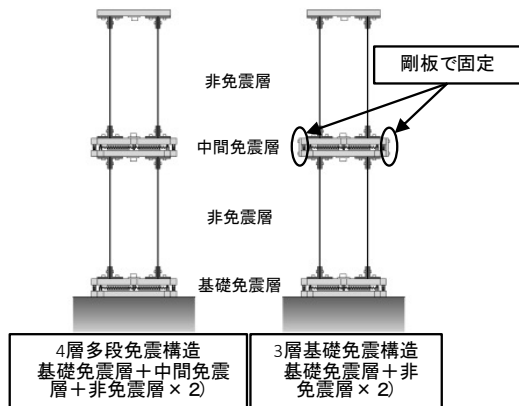 剛板で固定
非免震層
中間免震層
非免震層
基礎免震層
4層多段免震構造
基礎免震層＋中間免震
層＋非免震層×2)
3層基礎免震構造
基礎免震層＋非
免震層×2)